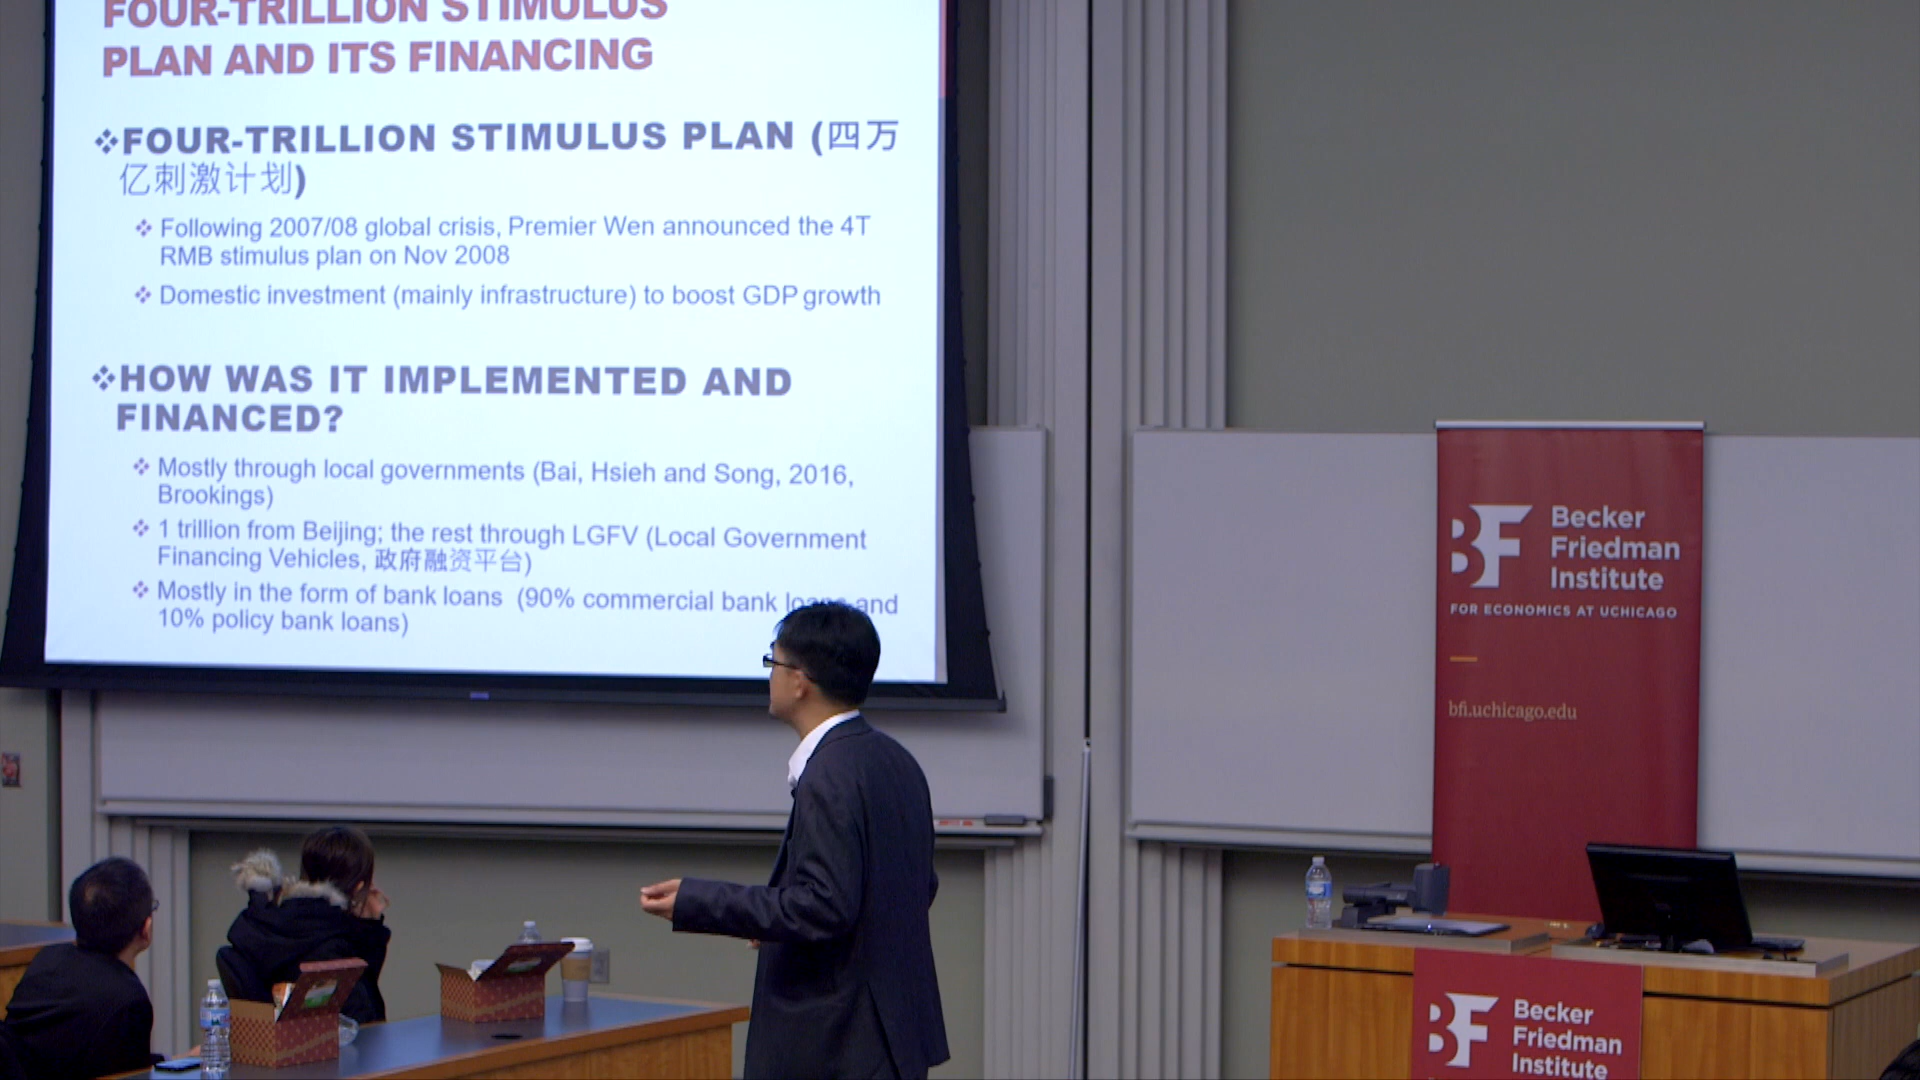 FOUR-TRILLION STIMULUS
PLAN AND ITS FINANCING
❖FOUR-TRILLION STIMULUS PLAN (四万
亿刺激计划)
❖ Following 2007/08 global crisis, Premier Wen announced the 4T
RMB stimulus plan on Nov 2008
❖ Domestic investment (mainly infrastructure) to boost GDP growth
❖HOW WAS IT IMPLEMENTED AND
FINANCED?
❖ Mostly through local governments (Bai, Hsieh and Song, 2016,
Brookings)
❖ 1 trillion from Beijing; the rest through LGFV (Local Government
Financing Vehicles, 政府融资平台)
❖ Mostly in the form of bank loans (90% commercial bank loans and
10% policy bank loans)
BF
Becker
Friedman
Institute
FOR ECONOMICS AT UCHICAGO
bfi.uchicago.edu
BF
Becker
Friedman
Institute